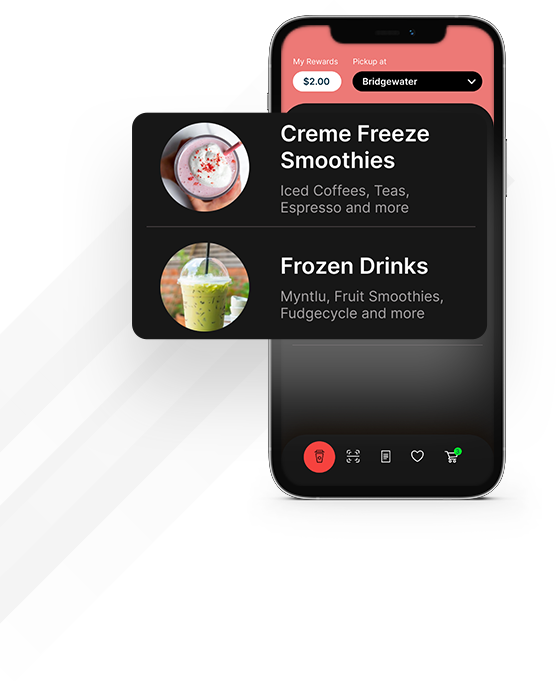 My Rewards Pickup at
$2.00 Bridgewater
Creme Freeze
Smoothies
Iced Coffees, Teas,
Espresso and more
Frozen Drinks
Myntlu, Fruit Smoothies,
Fudgecycle and more